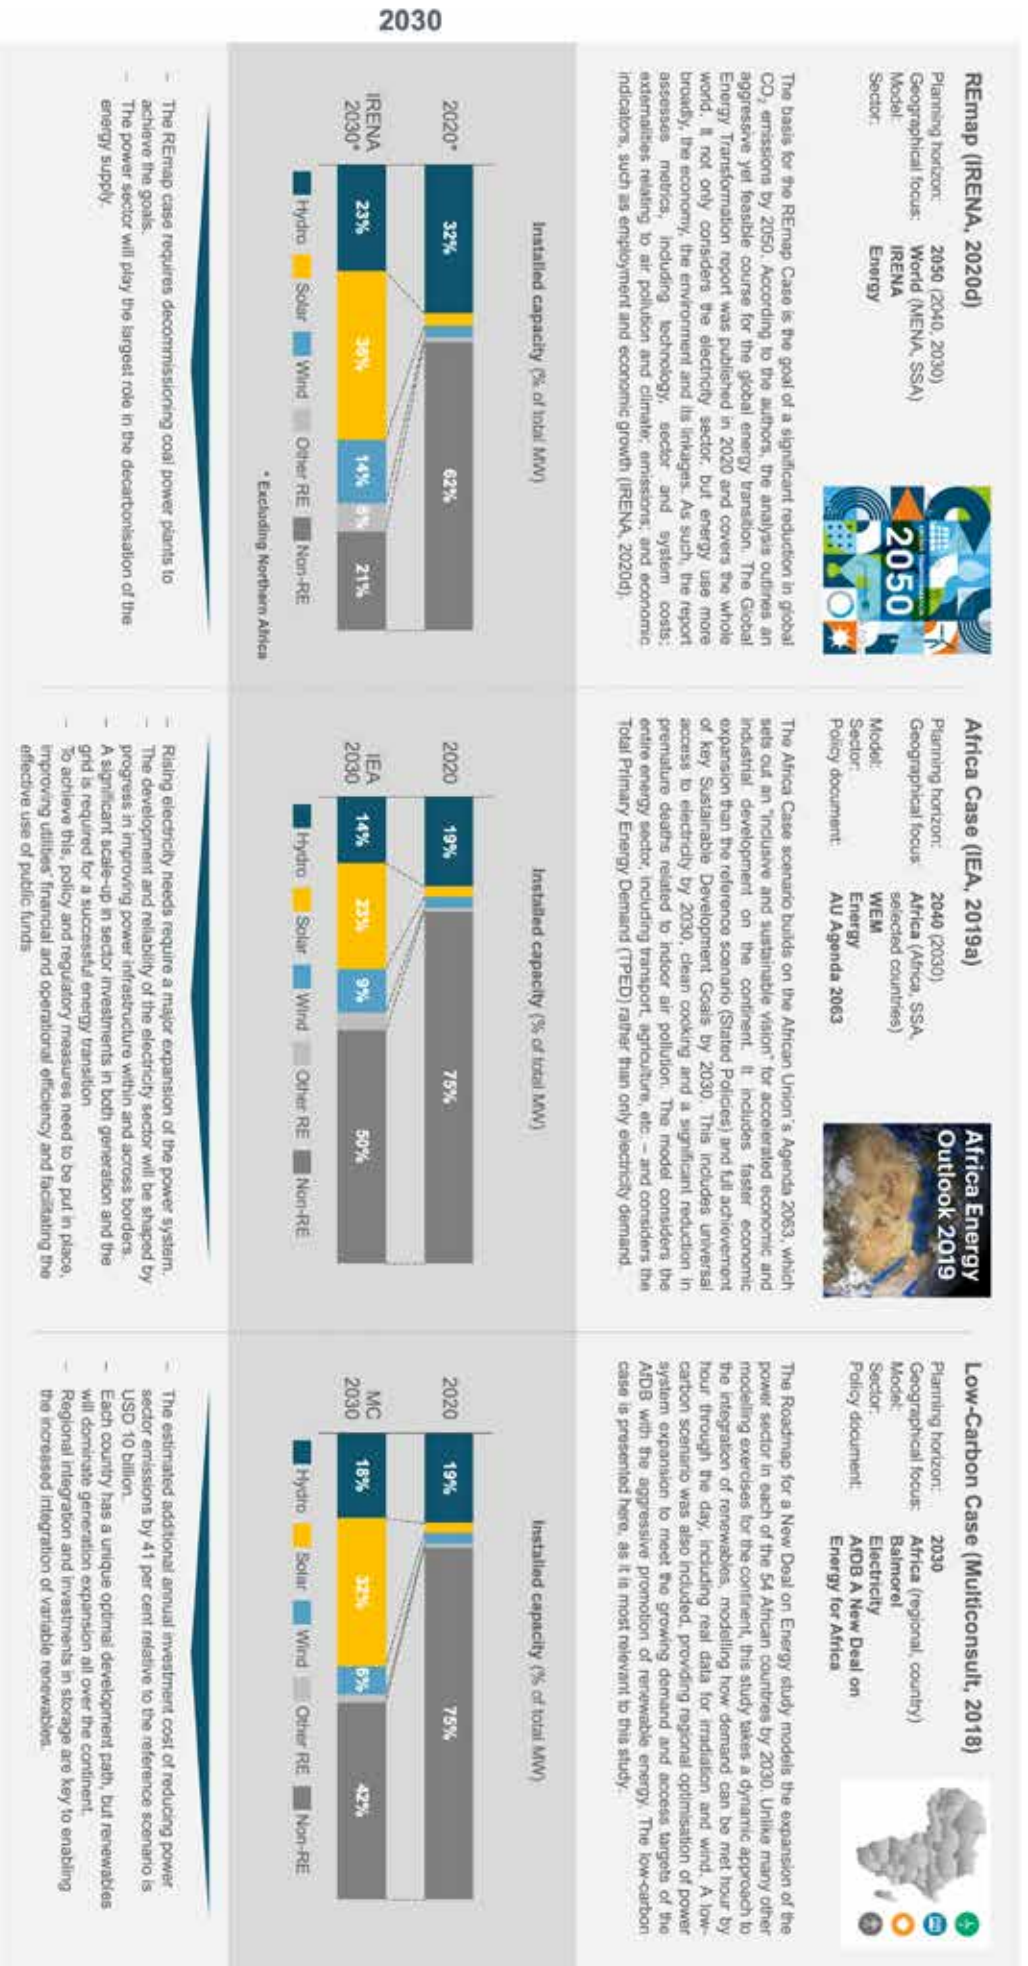 2030
REmap (IRENA, 2020d)
Planning horizon: 2050 (2040, 2030)
Geographical focus: World (MENA, SSA)
Model: IRENA
Sector: Energy
2050
The basis for the REmap Case is the goal of a significant reduction in global
CO₂ emissions by 2050. According to the authors, the analysis outlines an
aggressive yet feasible course for the global energy transition. The Global
Energy Transformation report was published in 2020 and covers the whole
world. It not only considers the electricity sector, but energy use more
broadly, the economy, the environment and its linkages. As such, the report
assesses metrics, including technology, sector and system costs;
externalities relating to air pollution and climate; emissions; and economic
indicators, such as employment and economic growth (IRENA, 2020d).
Installed capacity (% of total MW)
2020*
32%
62%
IRENA
2030*
23%
36%
14%
6%
21%
Hydro Solar Wind Other RE Non-RE
* Excluding Northern Africa
– The REmap case requires decommissioning coal power plants to
achieve the goals.
– The power sector will play the largest role in the decarbonisation of the
energy supply.
Africa Case (IEA, 2019a)
Planning horizon: 2040 (2030)
Geographical focus: Africa (Africa, SSA,
selected countries)
Model: WEM
Sector: Energy
Policy document: AU Agenda 2063
Africa Energy
Outlook 2019
The Africa Case scenario builds on the African Union's Agenda 2063, which
sets out an "inclusive and sustainable vision" for accelerated economic and
industrial development on the continent. It includes faster economic
expansion than the reference scenario (Stated Policies) and full achievement
of key Sustainable Development Goals by 2030. This includes universal
access to electricity by 2030, clean cooking and a significant reduction in
premature deaths related to indoor air pollution. The model considers the
entire energy sector, including transport, agriculture, etc – and considers the
Total Primary Energy Demand (TPED) rather than only electricity demand.
Installed capacity (% of total MW)
2020
19%
75%
IEA
2030
14%
23%
9%
50%
Hydro Solar Wind Other RE Non-RE
– Rising electricity needs require a major expansion of the power system.
– The development and reliability of the electricity sector will be shaped by
progress in improving power infrastructure within and across borders.
– A significant scale-up in sector investments in both generation and the
grid is required for a successful energy transition
– To achieve this, policy and regulatory measures need to be put in place,
improving utilities' financial and operational efficiency and facilitating the
effective use of public funds.
Low-Carbon Case (Multiconsult, 2018)
Planning horizon: 2030
Geographical focus: Africa (regional, country)
Model: Balmorel
Sector: Electricity
Policy document: AfDB A New Deal on
Energy for Africa
The Roadmap for a New Deal on Energy study models the expansion of the
power sector in each of the 54 African countries by 2030. Unlike many other
modelling exercises for the continent, this study takes a dynamic approach to
the integration of renewables, modelling how demand can be met hour by
hour through the day, including real data for irradiation and wind. A low-
carbon scenario was also included, providing regional optimisation of power
system expansion to meet the growing demand and access targets of the
AfDB with the aggressive promotion of renewable energy. The low-carbon
case is presented here, as it is most relevant to this study.
Installed capacity (% of total MW)
2020
19%
75%
MC
2030
18%
32%
6%
42%
Hydro Solar Wind Other RE Non-RE
– The estimated additional annual investment cost of reducing power
sector emissions by 41 per cent relative to the reference scenario is
USD 10 billion.
– Each country has a unique optimal development path, but renewables
will dominate generation expansion all over the continent.
– Regional integration and investments in storage are key to enabling
the increased integration of variable renewables.